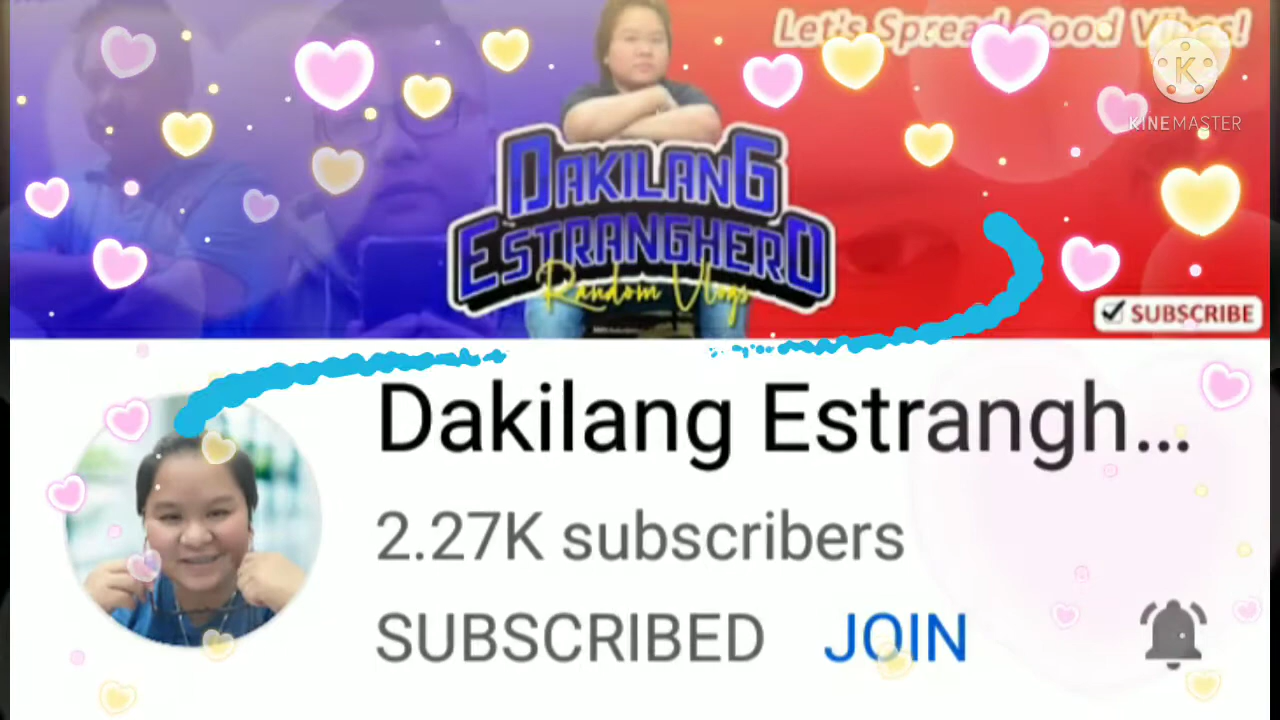 Let's Spread Good Vibes!
KINEMASTER
DAKILANG
ESTRANGHERO
Random Vlogs
SUBSCRIBE
Dakilang Estrangh...
2.27K subscribers
SUBSCRIBED JOIN